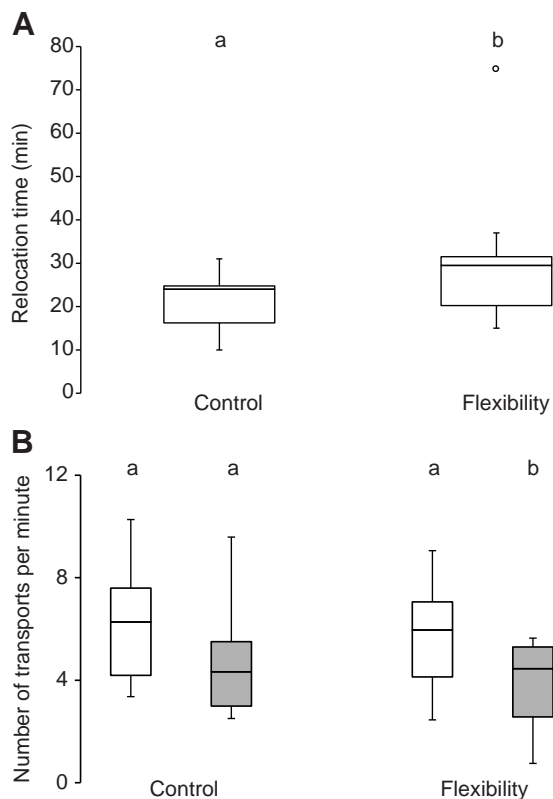 A
a b
80
70
60
50
40
30
20
10
0
Relocation time (min)
Control Flexibility
B
a a a b
12
8
4
0
Number of transports per minute
Control Flexibility